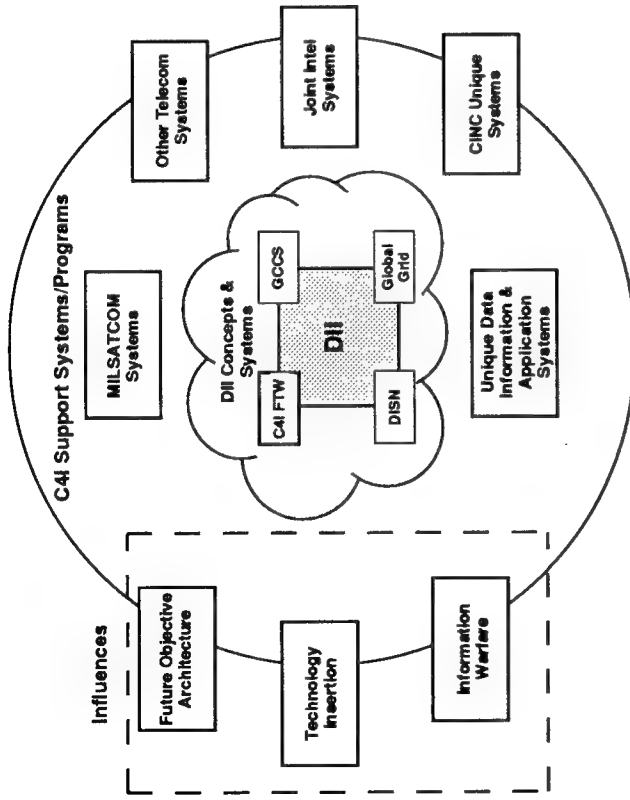 C4I Support Systems/Programs
Influences
Future Objective
Architecture
Technology
Insertion
Information
Warfare
MILSATCOM
Systems
DII Concepts &
Systems
C4I FTW
GCCS
DII
DISN
Global
Grid
Unique Data
Information &
Application
Systems
Other Telecom
Systems
Joint Intel
Systems
CINC Unique
Systems